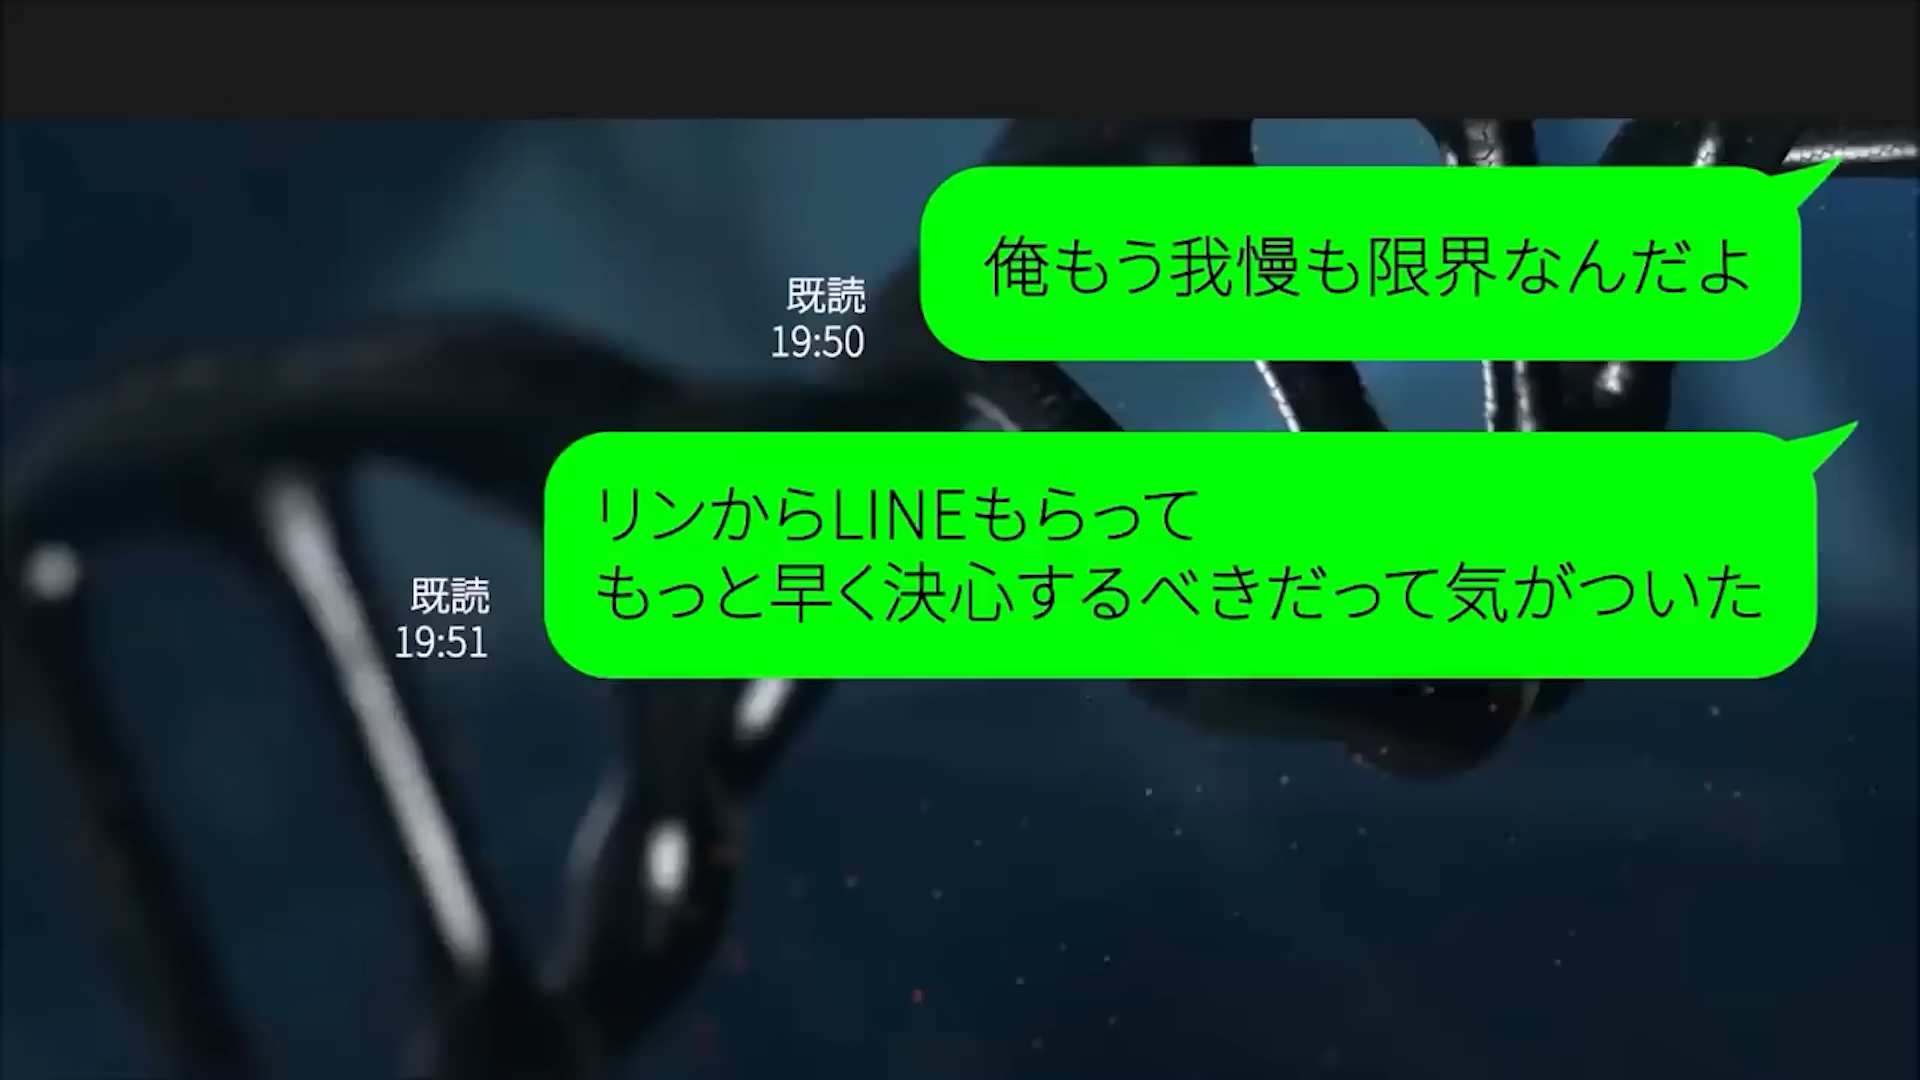 俺もう我慢も限界なんだよ
既読
19:50
リンからLINEもらって
もっと早く決心するべきだって気がついた
既読
19:51